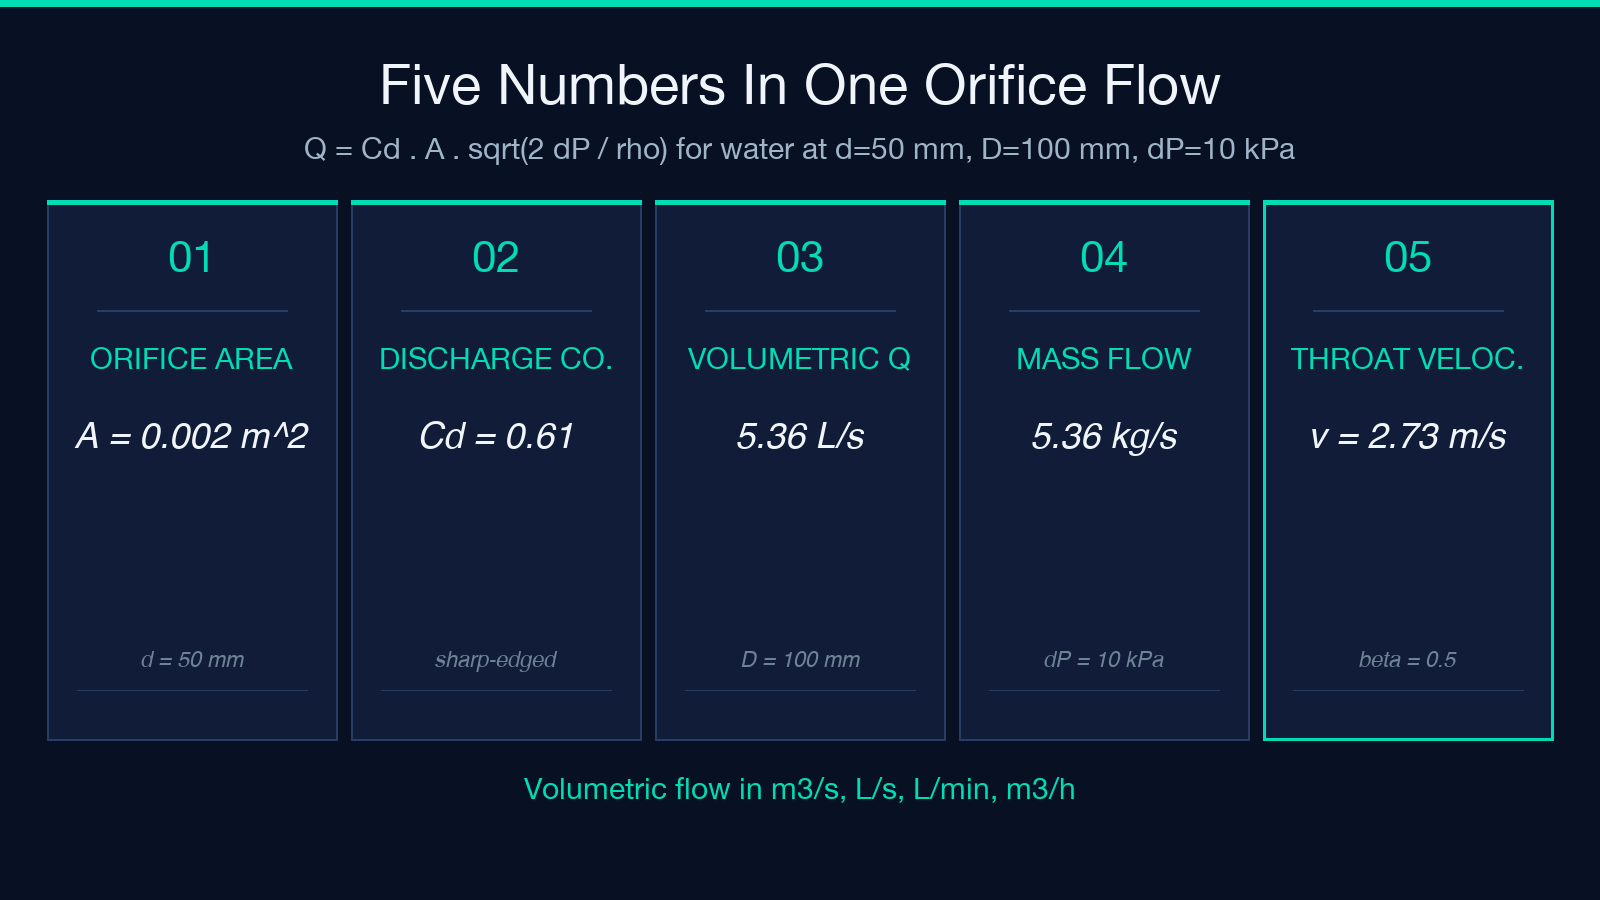 Five Numbers In One Orifice Flow
Q = Cd . A . sqrt(2 dP / rho) for water at d=50 mm, D=100 mm, dP=10 kPa
01
ORIFICE AREA
A = 0.002 m^2
d = 50 mm
02
DISCHARGE CO.
Cd = 0.61
sharp-edged
03
VOLUMETRIC Q
5.36 L/s
D = 100 mm
04
MASS FLOW
5.36 kg/s
dP = 10 kPa
05
THROAT VELOC.
v = 2.73 m/s
beta = 0.5
Volumetric flow in m3/s, L/s, L/min, m3/h